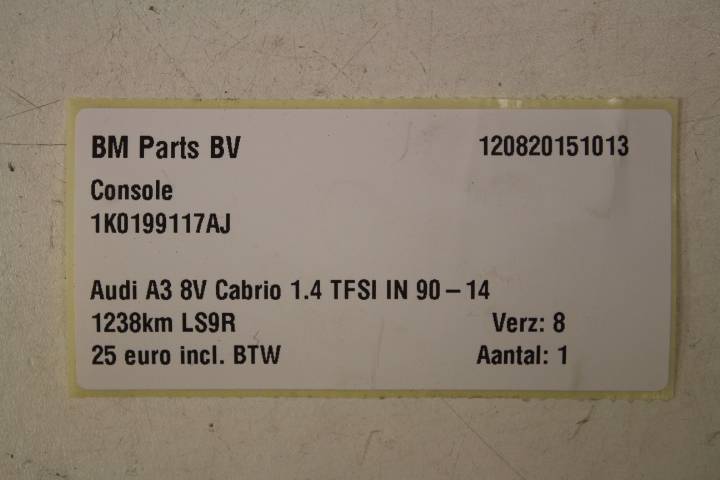 BM Parts BV 120820151013
Console
1K0199117AJ
Audi A3 8V Cabrio 1.4 TFSI IN 90 – 14
1238km LS9R Verz: 8
25 euro incl. BTW Aantal: 1